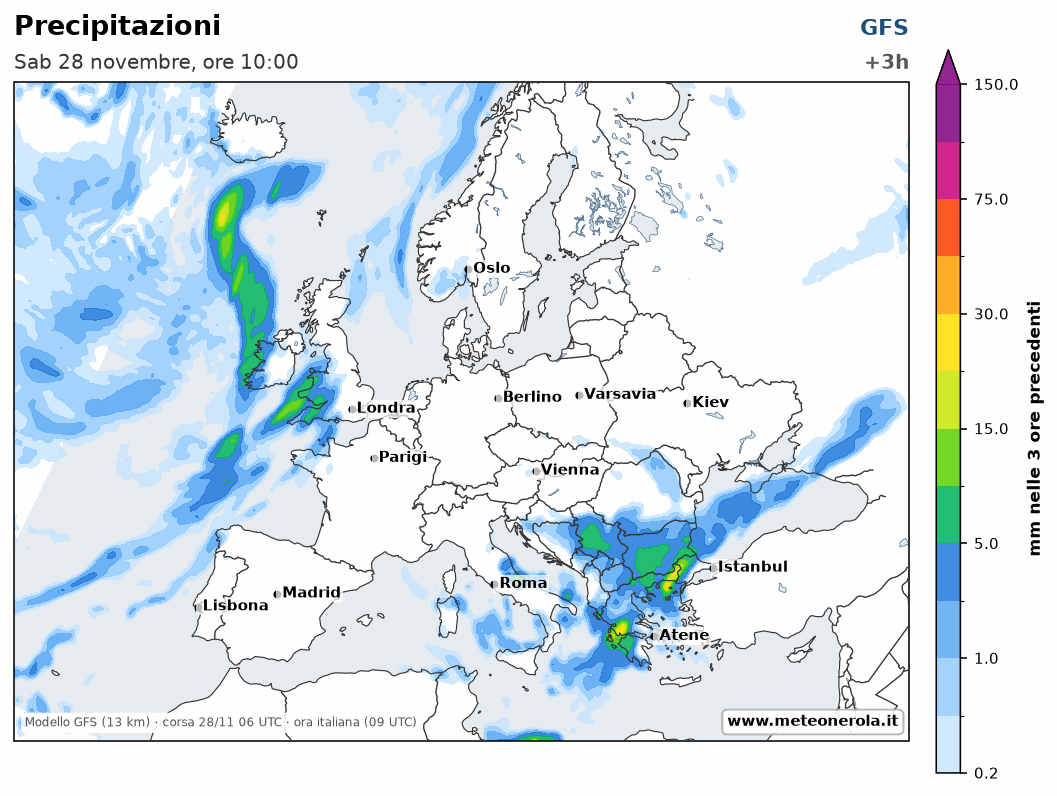 Precipitazioni
GFS
Sab 28 novembre, ore 10:00
+3h
150.0
75.0
30.0
15.0
5.0
1.0
0.2
mm nelle 3 ore precedenti
Oslo
Berlino
Varsavia
Kiev
Londra
Parigi
Vienna
Istanbul
Roma
Madrid
Lisbona
Atene
Modello GFS (13 km) · corsa 28/11 06 UTC · ora italiana (09 UTC)
www.meteonerola.it